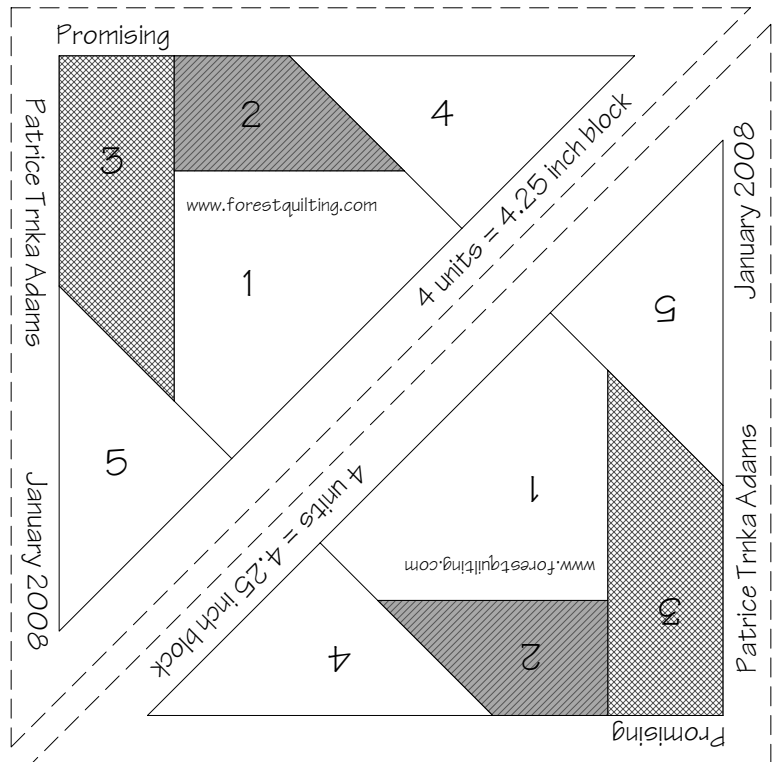 Promising
Patrice Trnka Adams
January 2008
3
2
4
www.forestquilting.com
1
5
4 units = 4.25 inch block
January 2008
5
1
www.forestquilting.com
3
2
4
4 units = 4.25 inch block
Patrice Trnka Adams
Promising